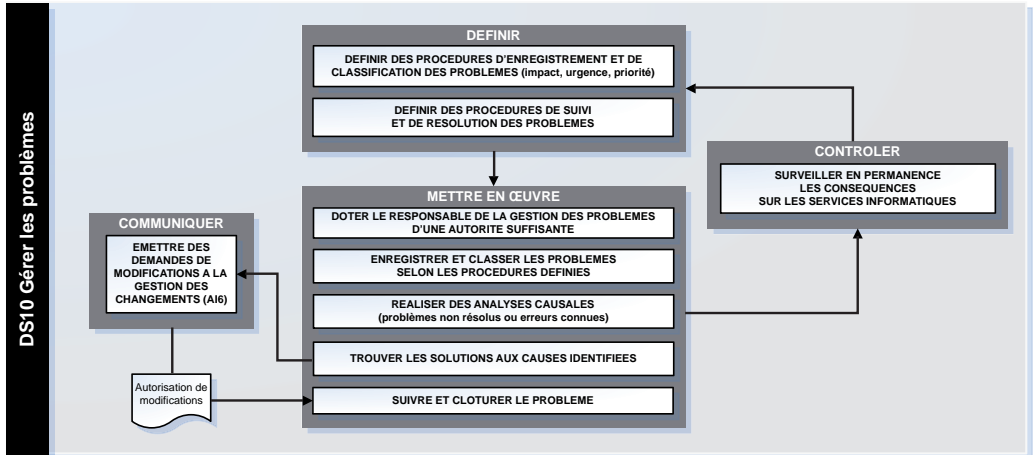 DS10 Gérer les problèmes
DEFINIR
DEFINIR DES PROCEDURES D'ENREGISTREMENT ET DE
CLASSIFICATION DES PROBLEMES (impact, urgence, priorité)
DEFINIR DES PROCEDURES DE SUIVI
ET DE RESOLUTION DES PROBLEMES
CONTROLER
SURVEILLER EN PERMANENCE
LES CONSEQUENCES
SUR LES SERVICES INFORMATIQUES
METTRE EN ŒUVRE
DOTER LE RESPONSABLE DE LA GESTION DES PROBLEMES
D'UNE AUTORITE SUFFISANTE
ENREGISTRER ET CLASSER LES PROBLEMES
SELON LES PROCEDURES DEFINIES
REALISER DES ANALYSES CAUSALES
(problèmes non résolus ou erreurs connues)
TROUVER LES SOLUTIONS AUX CAUSES IDENTIFIEES
SUIVRE ET CLOTURER LE PROBLEME
COMMUNIQUER
EMETTRE DES
DEMANDES DE
MODIFICATIONS A LA
GESTION DES
CHANGEMENTS (AI6)
Autorisation de
modifications